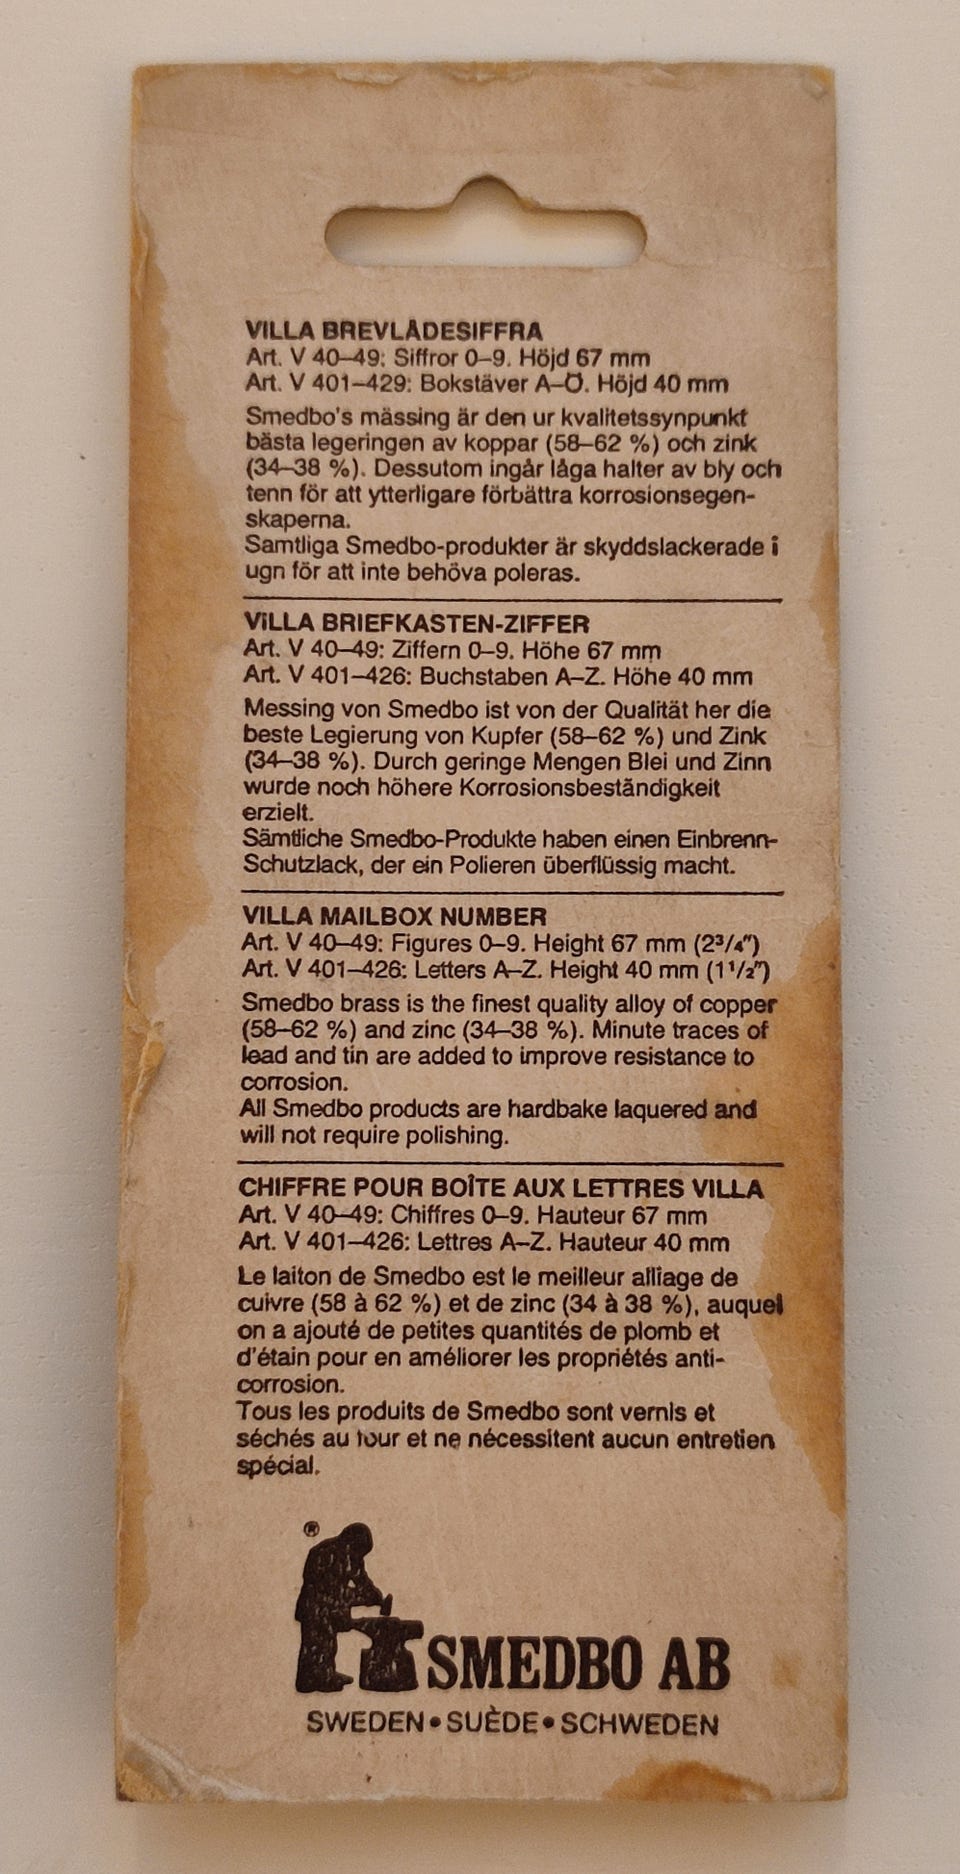 VILLA BREVLÅDESIFFRA
Art. V 40–49: Siffror 0–9. Höjd 67 mm
Art. V 401–429: Bokstäver A–Ö. Höjd 40 mm
Smedbo's mässing är den ur kvalitetssynpunkt
bästa legeringen av koppar (58–62 %) och zink
(34–38 %). Dessutom ingår låga halter av bly och
tenn för att ytterligare förbättra korrosionsegen-
skaperna.
Samtliga Smedbo-produkter är skyddslackerade i
ugn för att inte behöva poleras.
VILLA BRIEFKASTEN-ZIFFER
Art. V 40–49: Ziffern 0–9. Höhe 67 mm
Art. V 401–426: Buchstaben A–Z. Höhe 40 mm
Messing von Smedbo ist von der Qualität her die
beste Legierung von Kupfer (58–62 %) und Zink
(34–38 %). Durch geringe Mengen Blei und Zinn
wurde noch höhere Korrosionsbeständigkeit
erzielt.
Sämtliche Smedbo-Produkte haben einen Einbrenn-
Schutzlack, der ein Polieren überflüssig macht.
VILLA MAILBOX NUMBER
Art. V 40–49: Figures 0–9. Height 67 mm (2³/₄″)
Art. V 401–426: Letters A–Z. Height 40 mm (1¹/₂″)
Smedbo brass is the finest quality alloy of copper
(58–62 %) and zinc (34–38 %). Minute traces of
lead and tin are added to improve resistance to
corrosion.
All Smedbo products are hardbake laquered and
will not require polishing.
CHIFFRE POUR BOÎTE AUX LETTRES VILLA
Art. V 40–49: Chiffres 0–9. Hauteur 67 mm
Art. V 401–426: Lettres A–Z. Hauteur 40 mm
Le laiton de Smedbo est le meilleur alliage de
cuivre (58 à 62 %) et de zinc (34 à 38 %), auquel
on a ajouté de petites quantités de plomb et
d'étain pour en améliorer les propriétés anti-
corrosion.
Tous les produits de Smedbo sont vernis et
séchés au four et ne nécessitent aucun entretien
spécial.
®
SMEDBO AB
SWEDEN • SUÈDE • SCHWEDEN